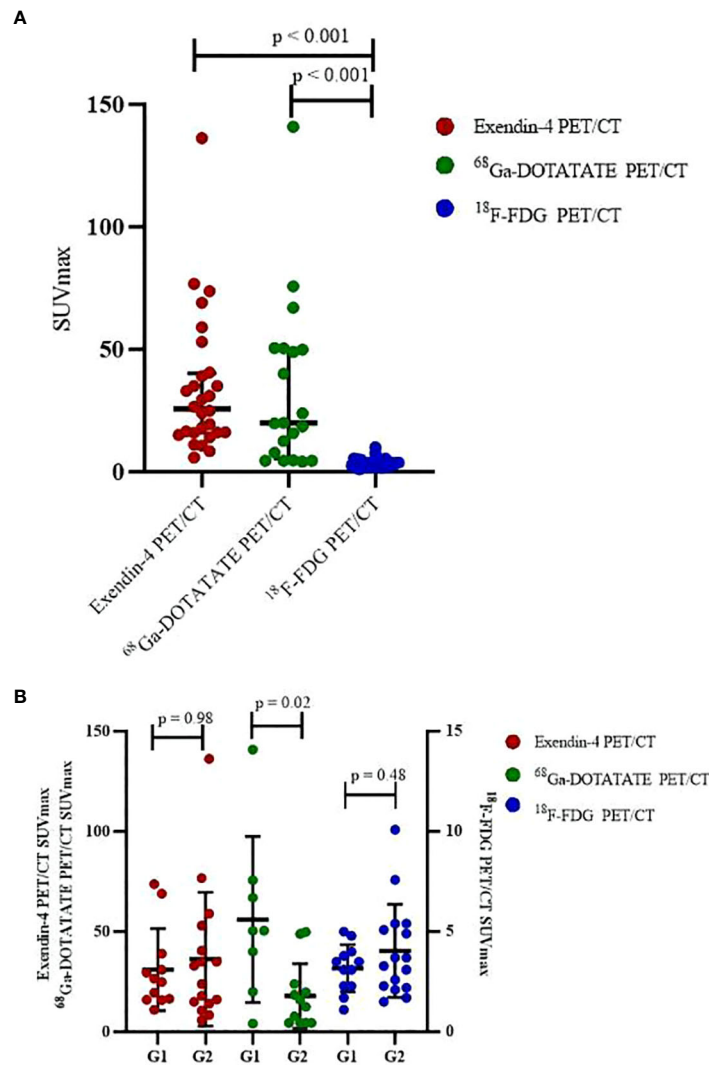 A
p < 0.001
p < 0.001
150
100
50
0
SUVmax
Exendin-4 PET/CT
⁶⁸Ga-DOTATATE PET/CT
¹⁸F-FDG PET/CT
Exendin-4 PET/CT
⁶⁸Ga-DOTATATE PET/CT
¹⁸F-FDG PET/CT
B
p = 0.98
p = 0.02
p = 0.48
150
100
50
0
Exendin-4 PET/CT SUVmax
⁶⁸Ga-DOTATATE PET/CT SUVmax
15
10
5
0
¹⁸F-FDG PET/CT SUVmax
Exendin-4 PET/CT
⁶⁸Ga-DOTATATE PET/CT
¹⁸F-FDG PET/CT
G1 G2 G1 G2 G1 G2